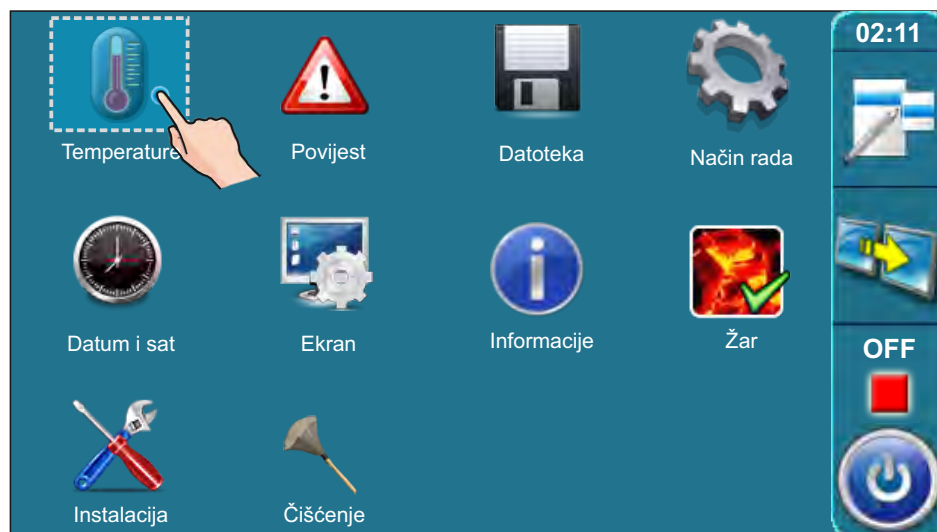 02:11
Temperature
Povijest
Datoteka
Način rada
Datum i sat
Ekran
Informacije
Žar
OFF
Instalacija
Čišćenje